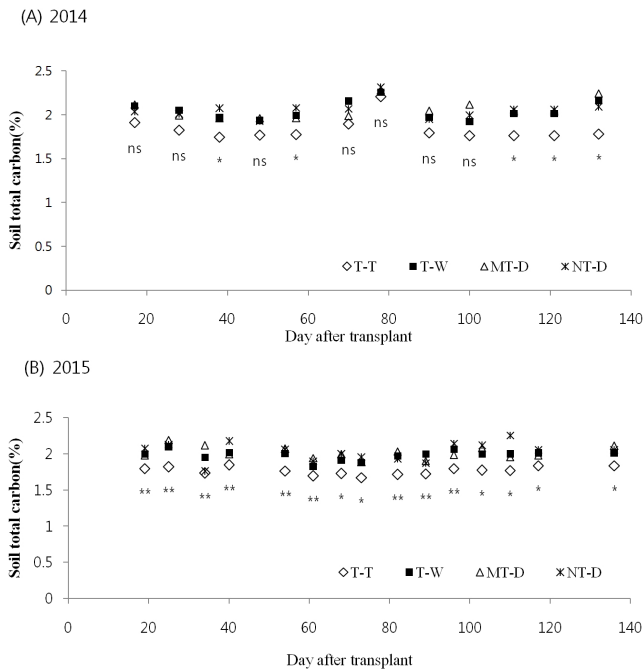 (A) 2014
2.5
2
1.5
1
0.5
0
Soil total carbon(%)
ns ns * ns * ns ns ns ns * * *
T-T T-W MT-D NT-D
0 20 40 60 80 100 120 140
Day after transplant
(B) 2015
2.5
2
1.5
1
0.5
0
Soil total carbon(%)
** ** ** ** ** ** * * ** ** ** * * * *
T-T T-W MT-D NT-D
0 20 40 60 80 100 120 140
Day after transplant